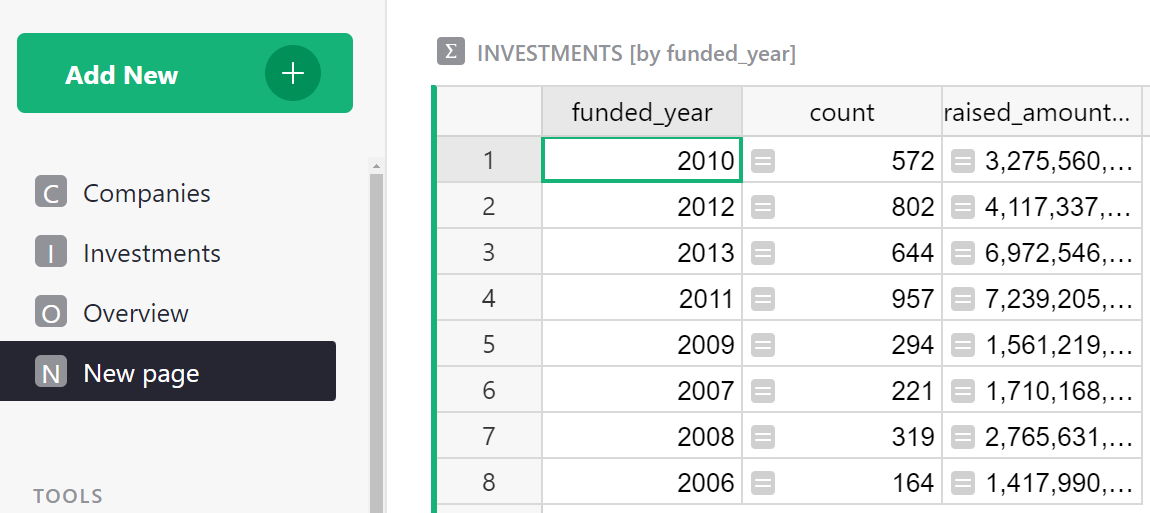 Add New +
C Companies
I Investments
O Overview
N New page
TOOLS
Σ INVESTMENTS [by funded_year]
funded_year count raised_amount...
1 2010 = 572 = 3,275,560,...
2 2012 = 802 = 4,117,337,...
3 2013 = 644 = 6,972,546,...
4 2011 = 957 = 7,239,205,...
5 2009 = 294 = 1,561,219,...
6 2007 = 221 = 1,710,168,...
7 2008 = 319 = 2,765,631,...
8 2006 = 164 = 1,417,990,...